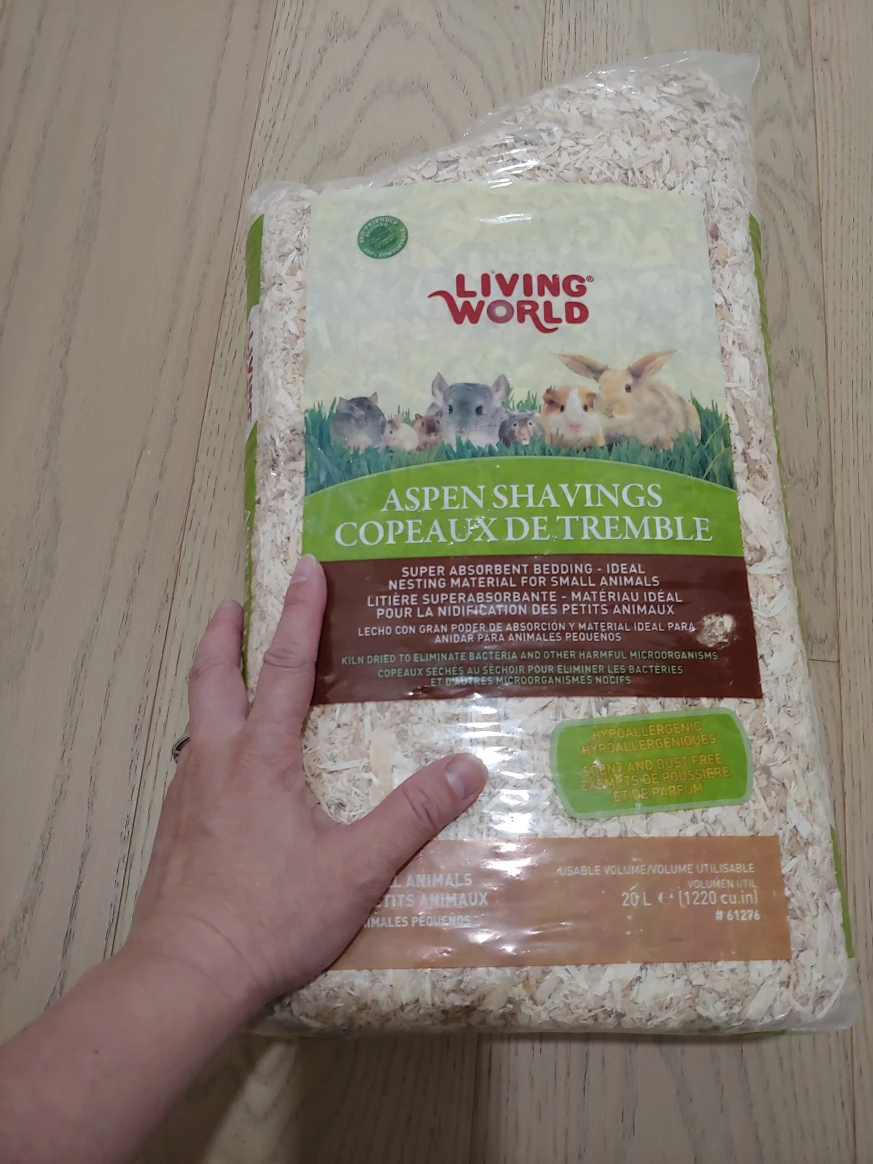 LIVING®
WORLD
ASPEN SHAVINGS
COPEAUX DE TREMBLE
SUPER ABSORBENT BEDDING - IDEAL
NESTING MATERIAL FOR SMALL ANIMALS
LITIÈRE SUPERABSORBANTE - MATÉRIAU IDÉAL
POUR LA NIDIFICATION DES PETITS ANIMAUX
LECHO CON GRAN PODER DE ABSORCIÓN Y MATERIAL IDEAL PARA
ANIDAR PARA ANIMALES PEQUEÑOS
KILN DRIED TO ELIMINATE BACTERIA AND OTHER HARMFUL MICROORGANISMS
COPEAUX SÉCHÉS AU SÉCHOIR POUR ÉLIMINER LES BACTÉRIES
ET D'AUTRES MICROORGANISMES NOCIFS
HYPOALLERGENIC
HYPOALLERGÉNIQUES
SCENT AND DUST FREE
EXEMPTS DE POUSSIÈRE
ET DE PARFUM
ANIMALS
ANIMAUX
PEQUEÑOS
USABLE VOLUME/VOLUME UTILISABLE
VOLUMEN ÚTIL
20 L ℮ (1220 cu.in)
# 61276